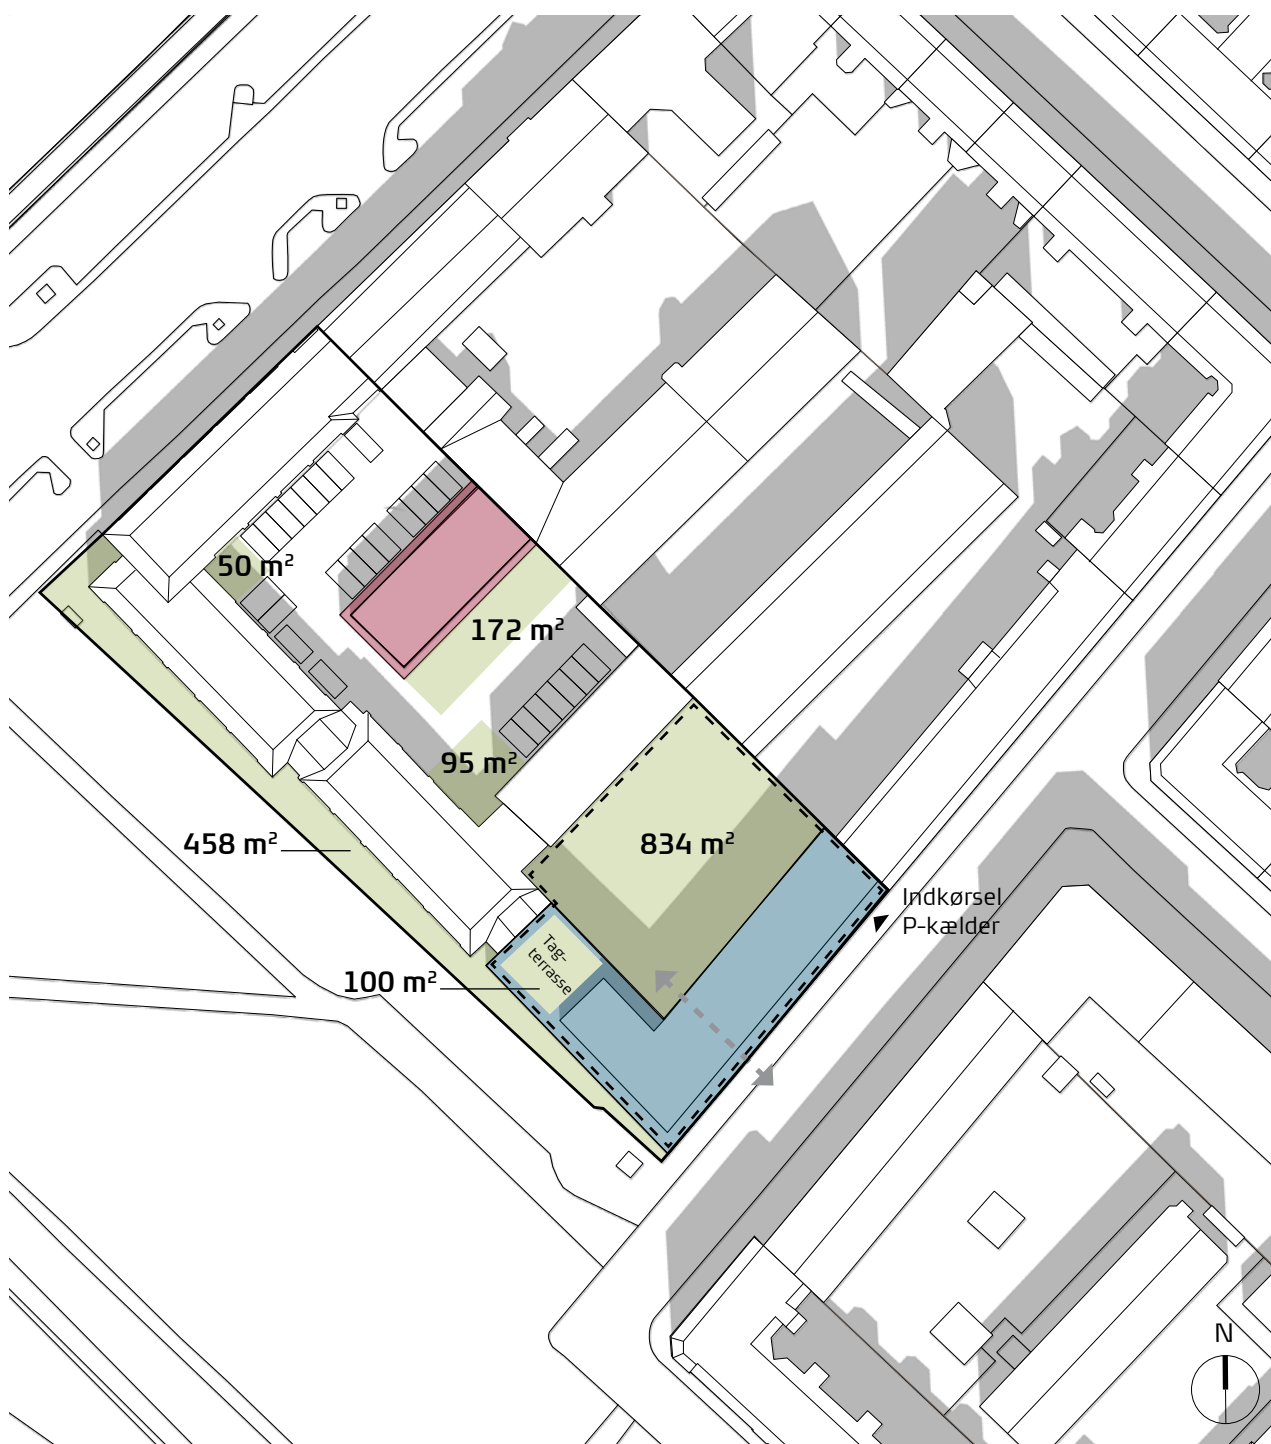 50 m²
172 m²
95 m²
458 m²
834 m²
Indkørsel
P-kælder
Tag-
terrasse
100 m²
N